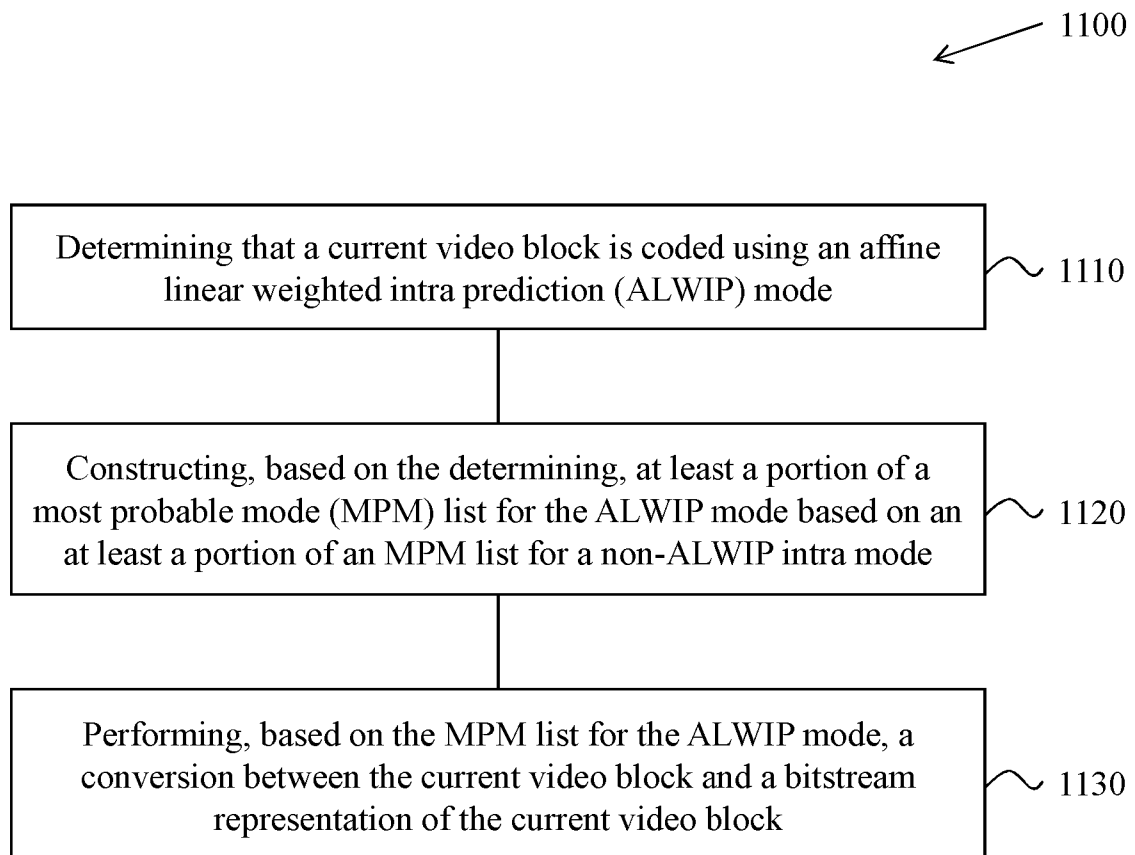 1100
Determining that a current video block is coded using an affine
linear weighted intra prediction (ALWIP) mode
1110
Constructing, based on the determining, at least a portion of a
most probable mode (MPM) list for the ALWIP mode based on an
at least a portion of an MPM list for a non-ALWIP intra mode
1120
Performing, based on the MPM list for the ALWIP mode, a
conversion between the current video block and a bitstream
representation of the current video block
1130